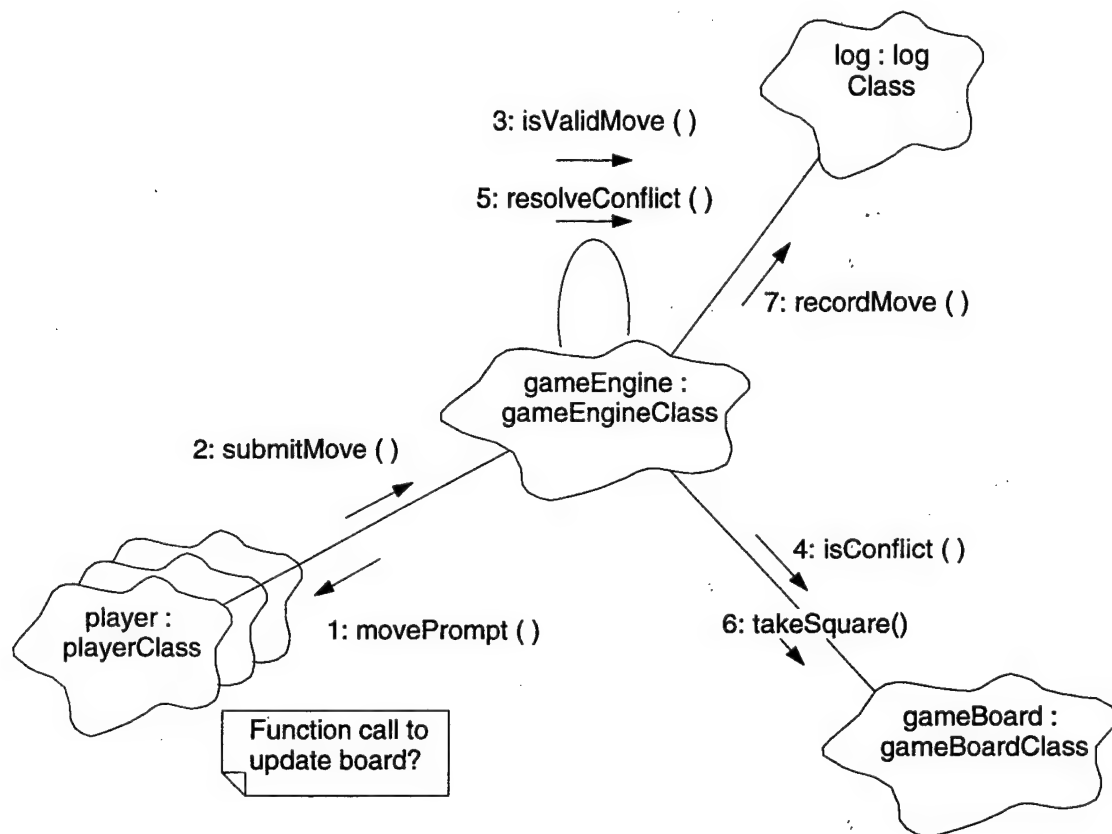 log : log
Class
3: isValidMove ( )
5: resolveConflict ( )
7: recordMove ( )
gameEngine :
gameEngineClass
2: submitMove ( )
4: isConflict ( )
player :
playerClass
1: movePrompt ( )
6: takeSquare()
Function call to
update board?
gameBoard :
gameBoardClass